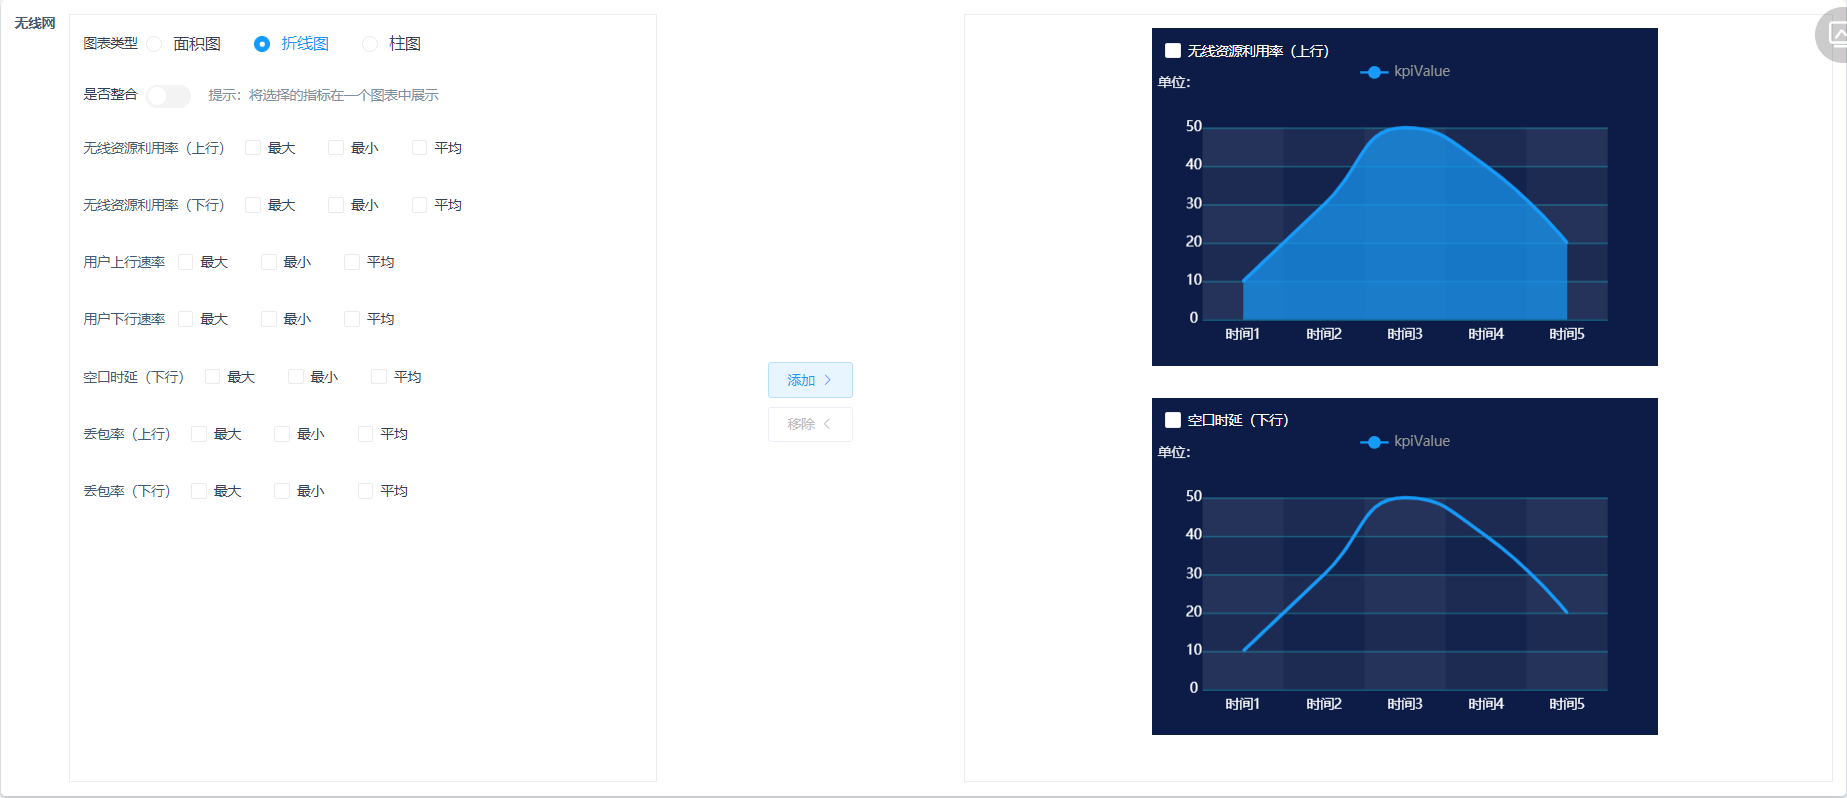 无线网
图表类型 面积图 折线图 柱图
是否整合 提示：将选择的指标在一个图表中展示
无线资源利用率（上行） 最大 最小 平均
无线资源利用率（下行） 最大 最小 平均
用户上行速率 最大 最小 平均
用户下行速率 最大 最小 平均
空口时延（下行） 最大 最小 平均
丢包率（上行） 最大 最小 平均
丢包率（下行） 最大 最小 平均
添加
移除
无线资源利用率（上行）
kpiValue
单位：
50
40
30
20
10
0
时间1 时间2 时间3 时间4 时间5
空口时延（下行）
kpiValue
单位：
50
40
30
20
10
0
时间1 时间2 时间3 时间4 时间5